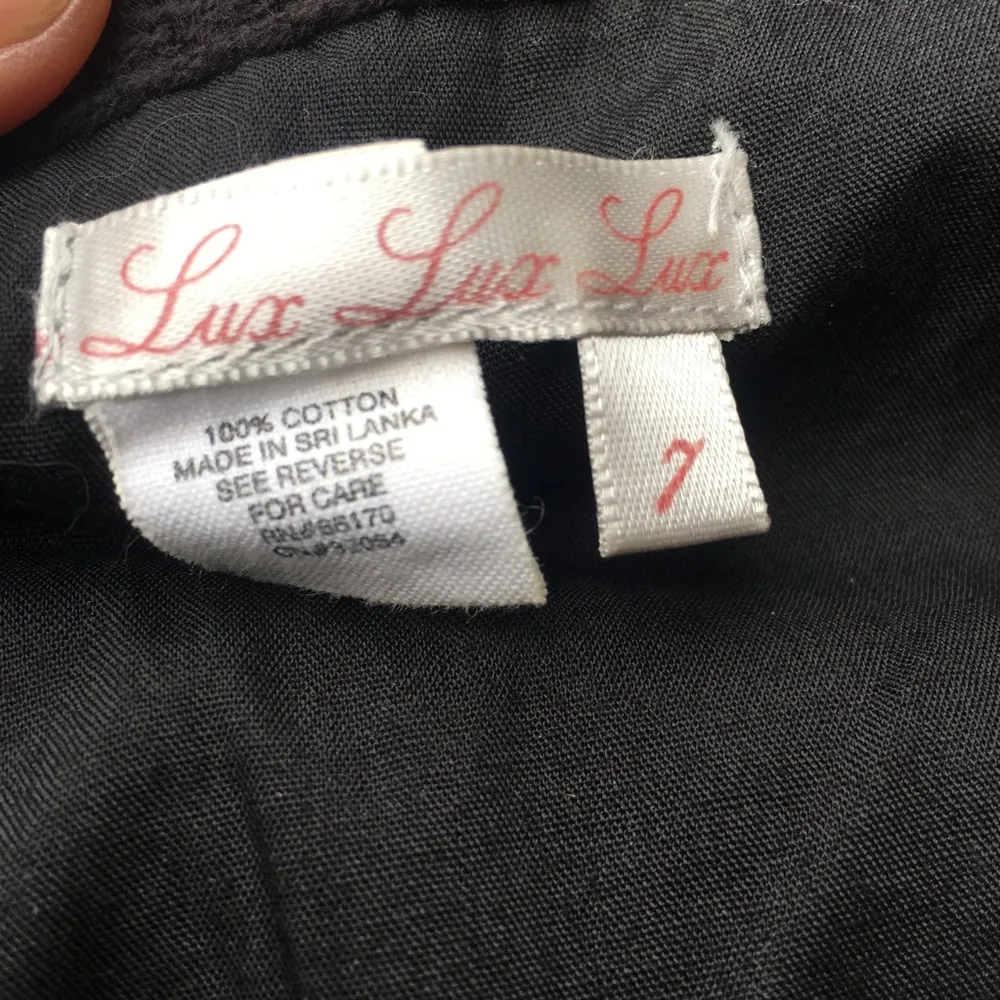 Lux Lux Lux
100% COTTON
MADE IN SRI LANKA
SEE REVERSE
FOR CARE
7